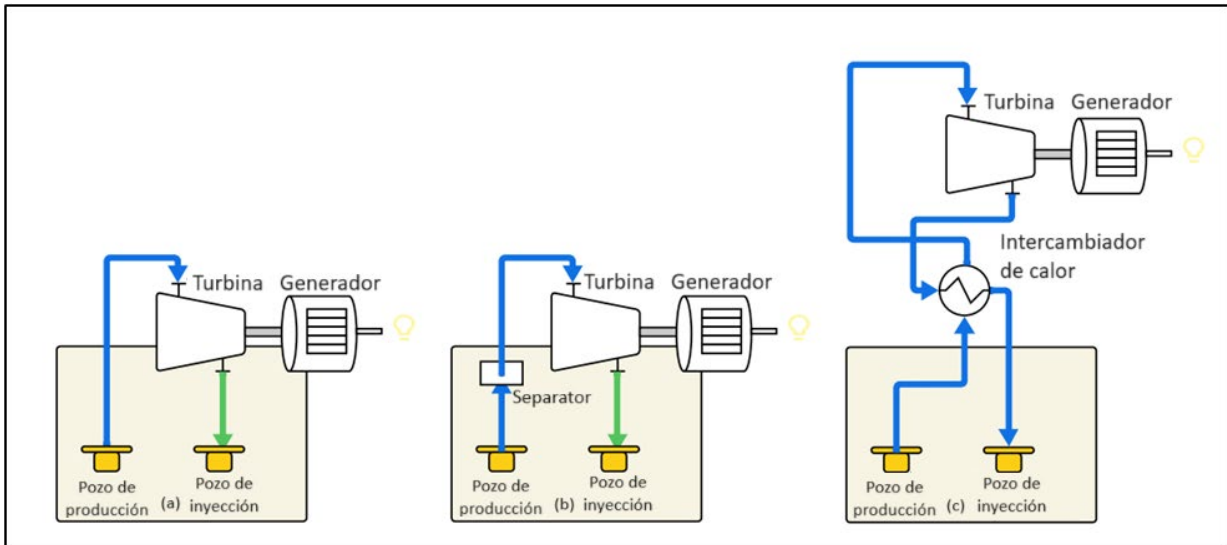 Turbina Generador
Pozo de
producción
(a)
Pozo de
inyección
Turbina Generador
Separator
Pozo de
producción
(b)
Pozo de
inyección
Turbina Generador
Intercambiador
de calor
Pozo de
producción
(c)
Pozo de
inyección